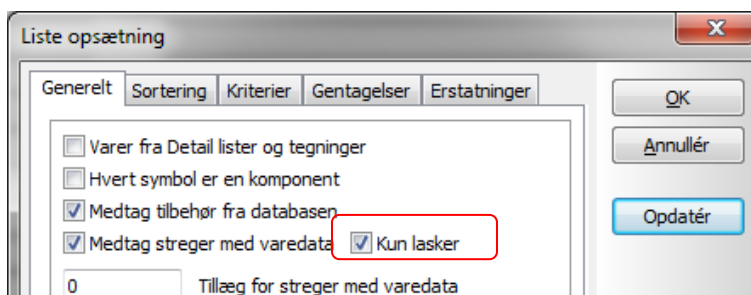 Liste opsætning
Generelt Sortering Kriterier Gentagelser Erstatninger
OK
Varer fra Detail lister og tegninger
Annullér
Hvert symbol er en komponent
Medtag tilbehør fra databasen
Opdatér
Medtag streger med varedata Kun lasker
0 Tillæg for streger med varedata